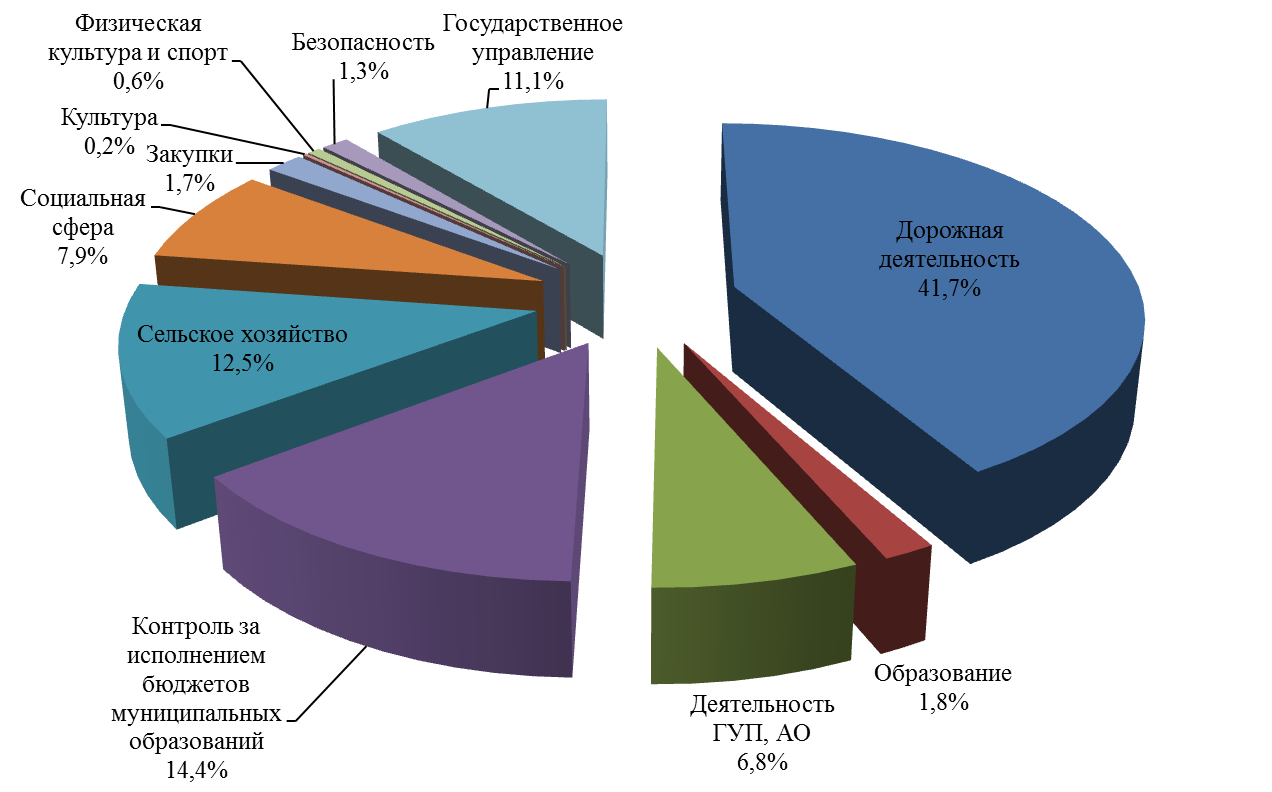 Физическая
культура и спорт
0,6%
Безопасность
1,3%
Государственное
управление
11,1%
Культура
0,2%
Закупки
1,7%
Социальная
сфера
7,9%
Дорожная
деятельность
41,7%
Сельское хозяйство
12,5%
Контроль за
исполнением
бюджетов
муниципальных
образований
14,4%
Деятельность
ГУП, АО
6,8%
Образование
1,8%